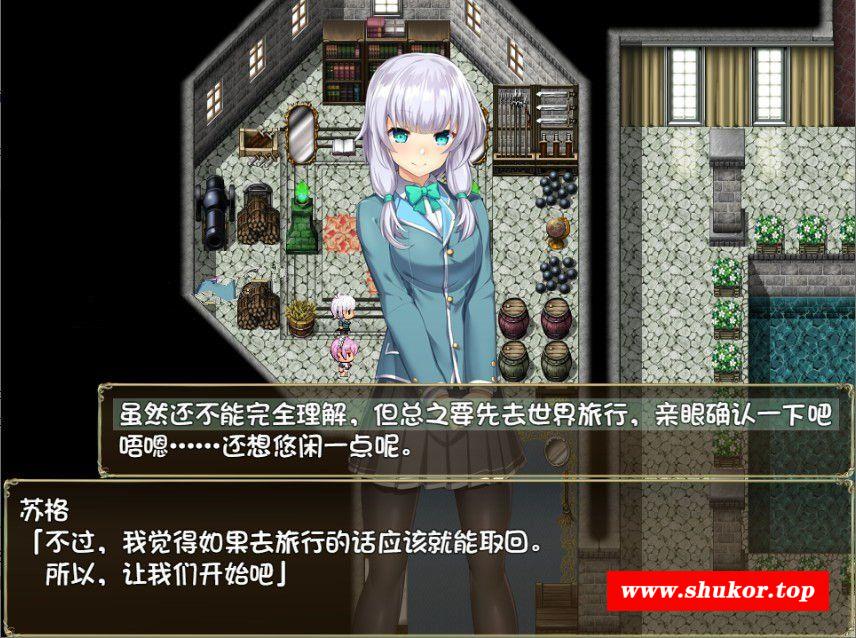 虽然还不能完全理解，但总之要先去世界旅行，亲眼确认一下吧
唔嗯……还想悠闲一点呢。
苏格
「不过，我觉得如果去旅行的话应该就能取回。
所以，让我们开始吧」
www.shukor.top